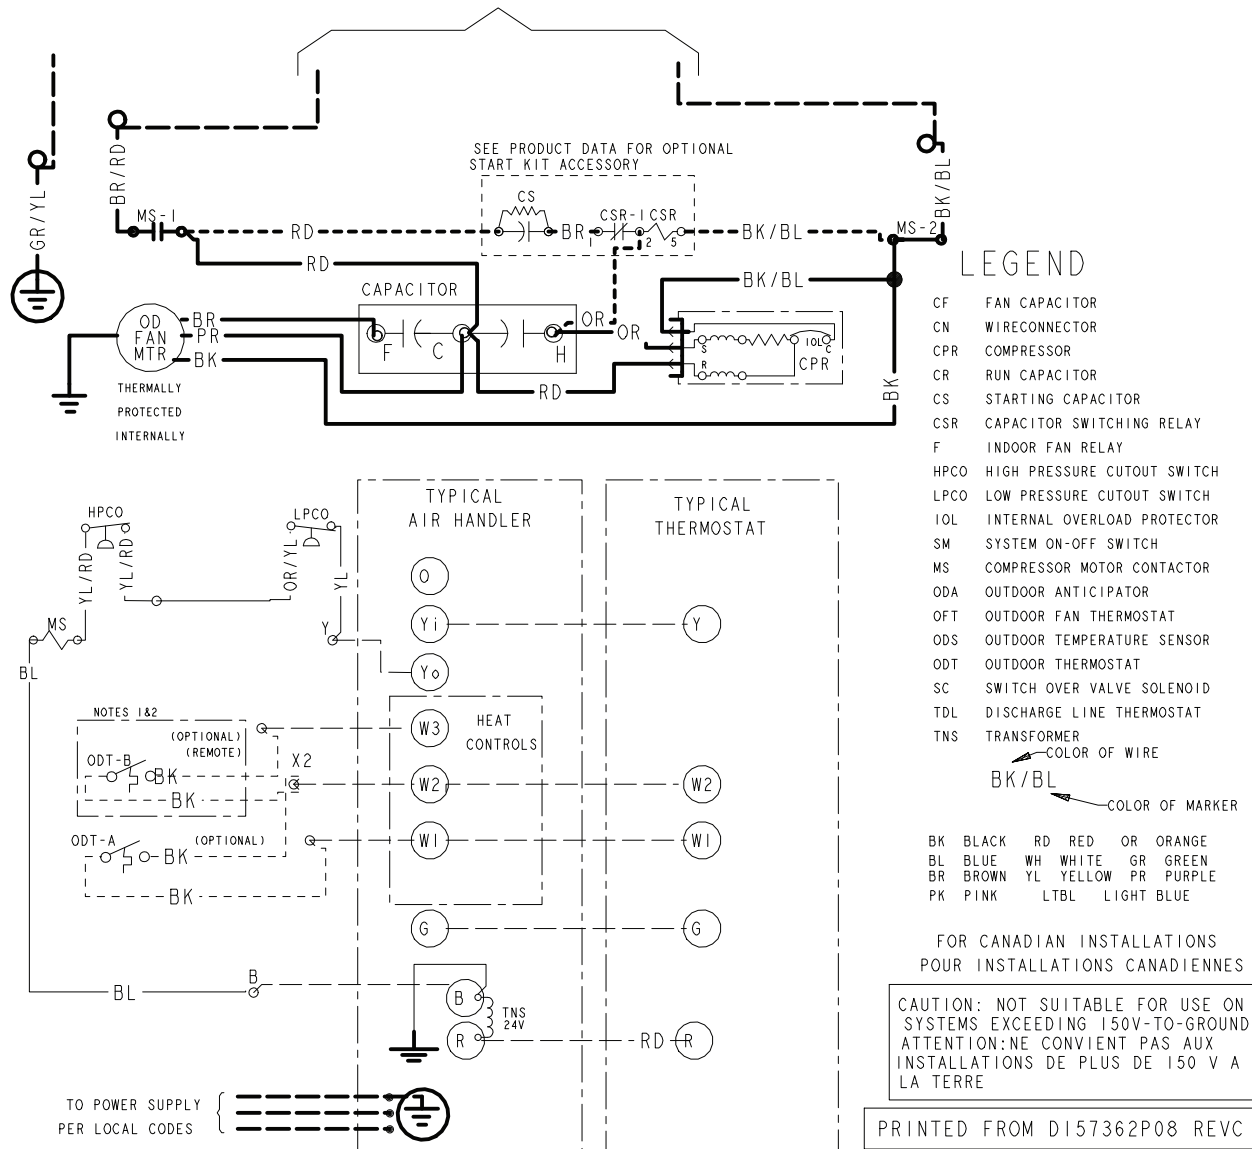 SEE PRODUCT DATA FOR OPTIONAL
START KIT ACCESSORY
BR/RD
GR/YL
BK/BL
MS-1
RD
CS
BR
CSR-1 CSR
2
5
BK/BL
MS-2
RD
BK/BL
CAPACITOR
OD
FAN
MTR
BR
PR
BK
F
C
H
OR
OR
S
R
IOL
C
CPR
RD
BK
THERMALLY
PROTECTED
INTERNALLY
LEGEND
CF FAN CAPACITOR
CN WIRECONNECTOR
CPR COMPRESSOR
CR RUN CAPACITOR
CS STARTING CAPACITOR
CSR CAPACITOR SWITCHING RELAY
F INDOOR FAN RELAY
HPCO HIGH PRESSURE CUTOUT SWITCH
LPCO LOW PRESSURE CUTOUT SWITCH
IOL INTERNAL OVERLOAD PROTECTOR
SM SYSTEM ON-OFF SWITCH
MS COMPRESSOR MOTOR CONTACTOR
ODA OUTDOOR ANTICIPATOR
OFT OUTDOOR FAN THERMOSTAT
ODS OUTDOOR TEMPERATURE SENSOR
ODT OUTDOOR THERMOSTAT
SC SWITCH OVER VALVE SOLENOID
TDL DISCHARGE LINE THERMOSTAT
TNS TRANSFORMER
COLOR OF WIRE
BK/BL
COLOR OF MARKER
BK BLACK RD RED OR ORANGE
BL BLUE WH WHITE GR GREEN
BR BROWN YL YELLOW PR PURPLE
PK PINK LTBL LIGHT BLUE
TYPICAL
AIR HANDLER
TYPICAL
THERMOSTAT
HPCO
LPCO
YL/RD
YL/RD
OR/YL
YL
MS
Y
BL
O
Yi
Y
Yo
NOTES 1&2
(OPTIONAL)
(REMOTE)
ODT-B
BK
BK
X2
W3
HEAT
CONTROLS
W2
W2
ODT-A
(OPTIONAL)
BK
BK
W1
W1
G
G
BL
B
B
TNS
24V
R
RD
R
TO POWER SUPPLY
PER LOCAL CODES
FOR CANADIAN INSTALLATIONS
POUR INSTALLATIONS CANADIENNES
CAUTION: NOT SUITABLE FOR USE ON
SYSTEMS EXCEEDING 150V-TO-GROUND
ATTENTION:NE CONVIENT PAS AUX
INSTALLATIONS DE PLUS DE 150 V A
LA TERRE
PRINTED FROM D157362P08 REVC